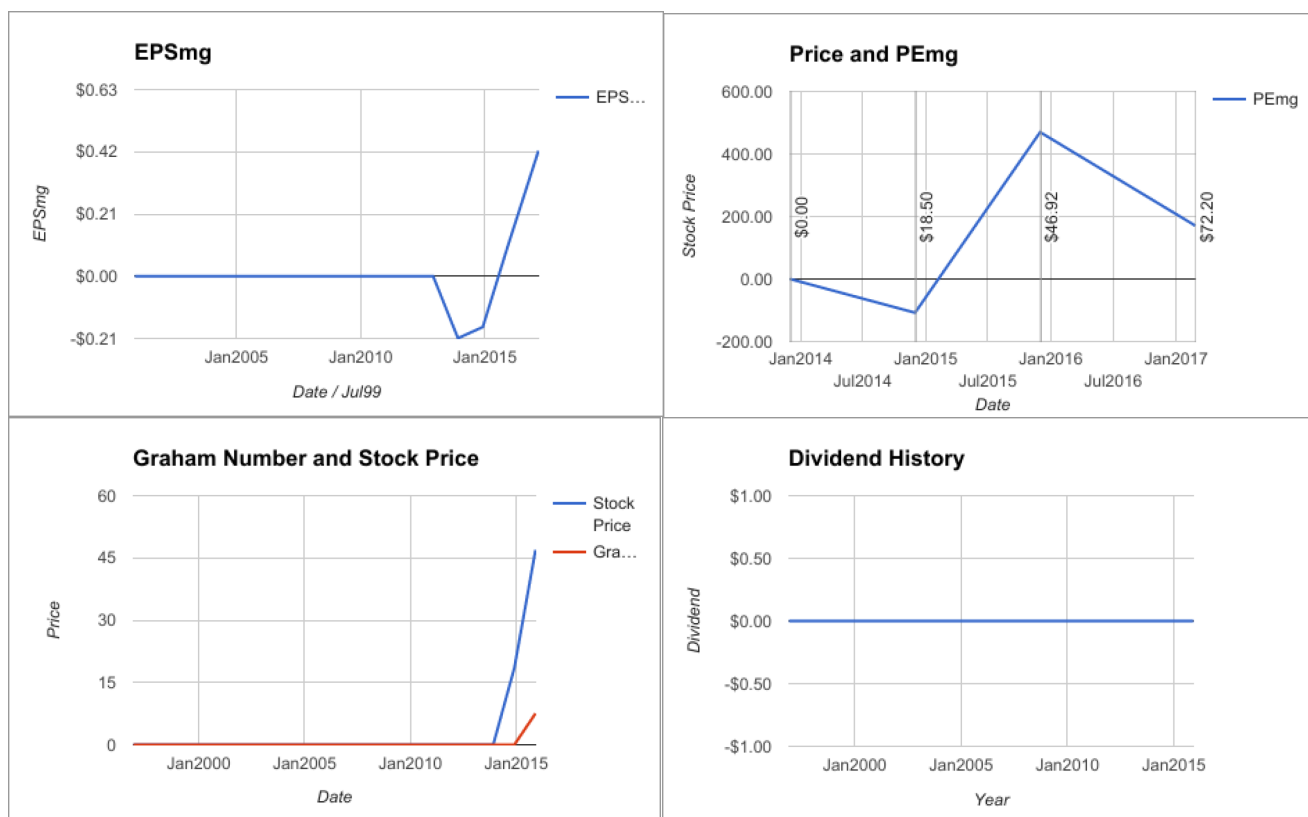 EPSmg
$0.63
$0.42
$0.21
$0.00
-$0.21
EPSmg
Jan2005 Jan2010 Jan2015
Date / Jul99
EPS…
Price and PEmg
600.00
400.00
200.00
0.00
-200.00
Stock Price
$0.00
$18.50
$46.92
$72.20
Jan2014 Jan2015 Jan2016 Jan2017
Jul2014 Jul2015 Jul2016
Date
PEmg
Graham Number and Stock Price
60
45
30
15
0
Price
Jan2000 Jan2005 Jan2010 Jan2015
Date
Stock
Price
Gra…
Dividend History
$1.00
$0.50
$0.00
-$0.50
-$1.00
Dividend
Jan2000 Jan2005 Jan2010 Jan2015
Year